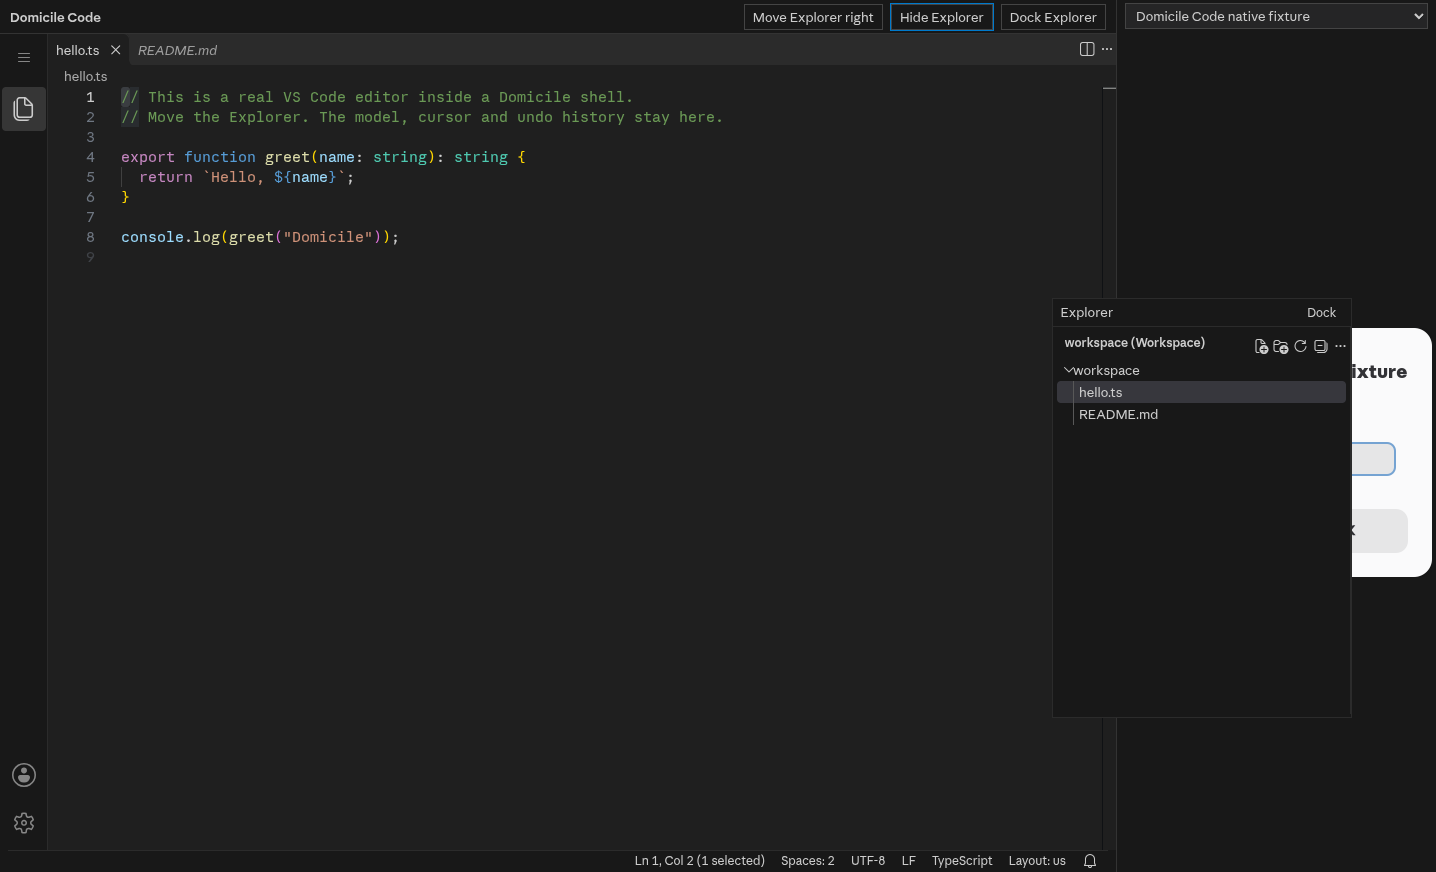 Domicile Code
Move Explorer right
Hide Explorer
Dock Explorer
Domicile Code native fixture
hello.ts
README.md
hello.ts
1 // This is a real VS Code editor inside a Domicile shell.
2 // Move the Explorer. The model, cursor and undo history stay here.
3
4 export function greet(name: string): string {
5   return `Hello, ${name}`;
6 }
7
8 console.log(greet("Domicile"));
9
Explorer
Dock
workspace (Workspace)
workspace
hello.ts
README.md
ixture
Ln 1, Col 2 (1 selected)
Spaces: 2
UTF-8
LF
TypeScript
Layout: us